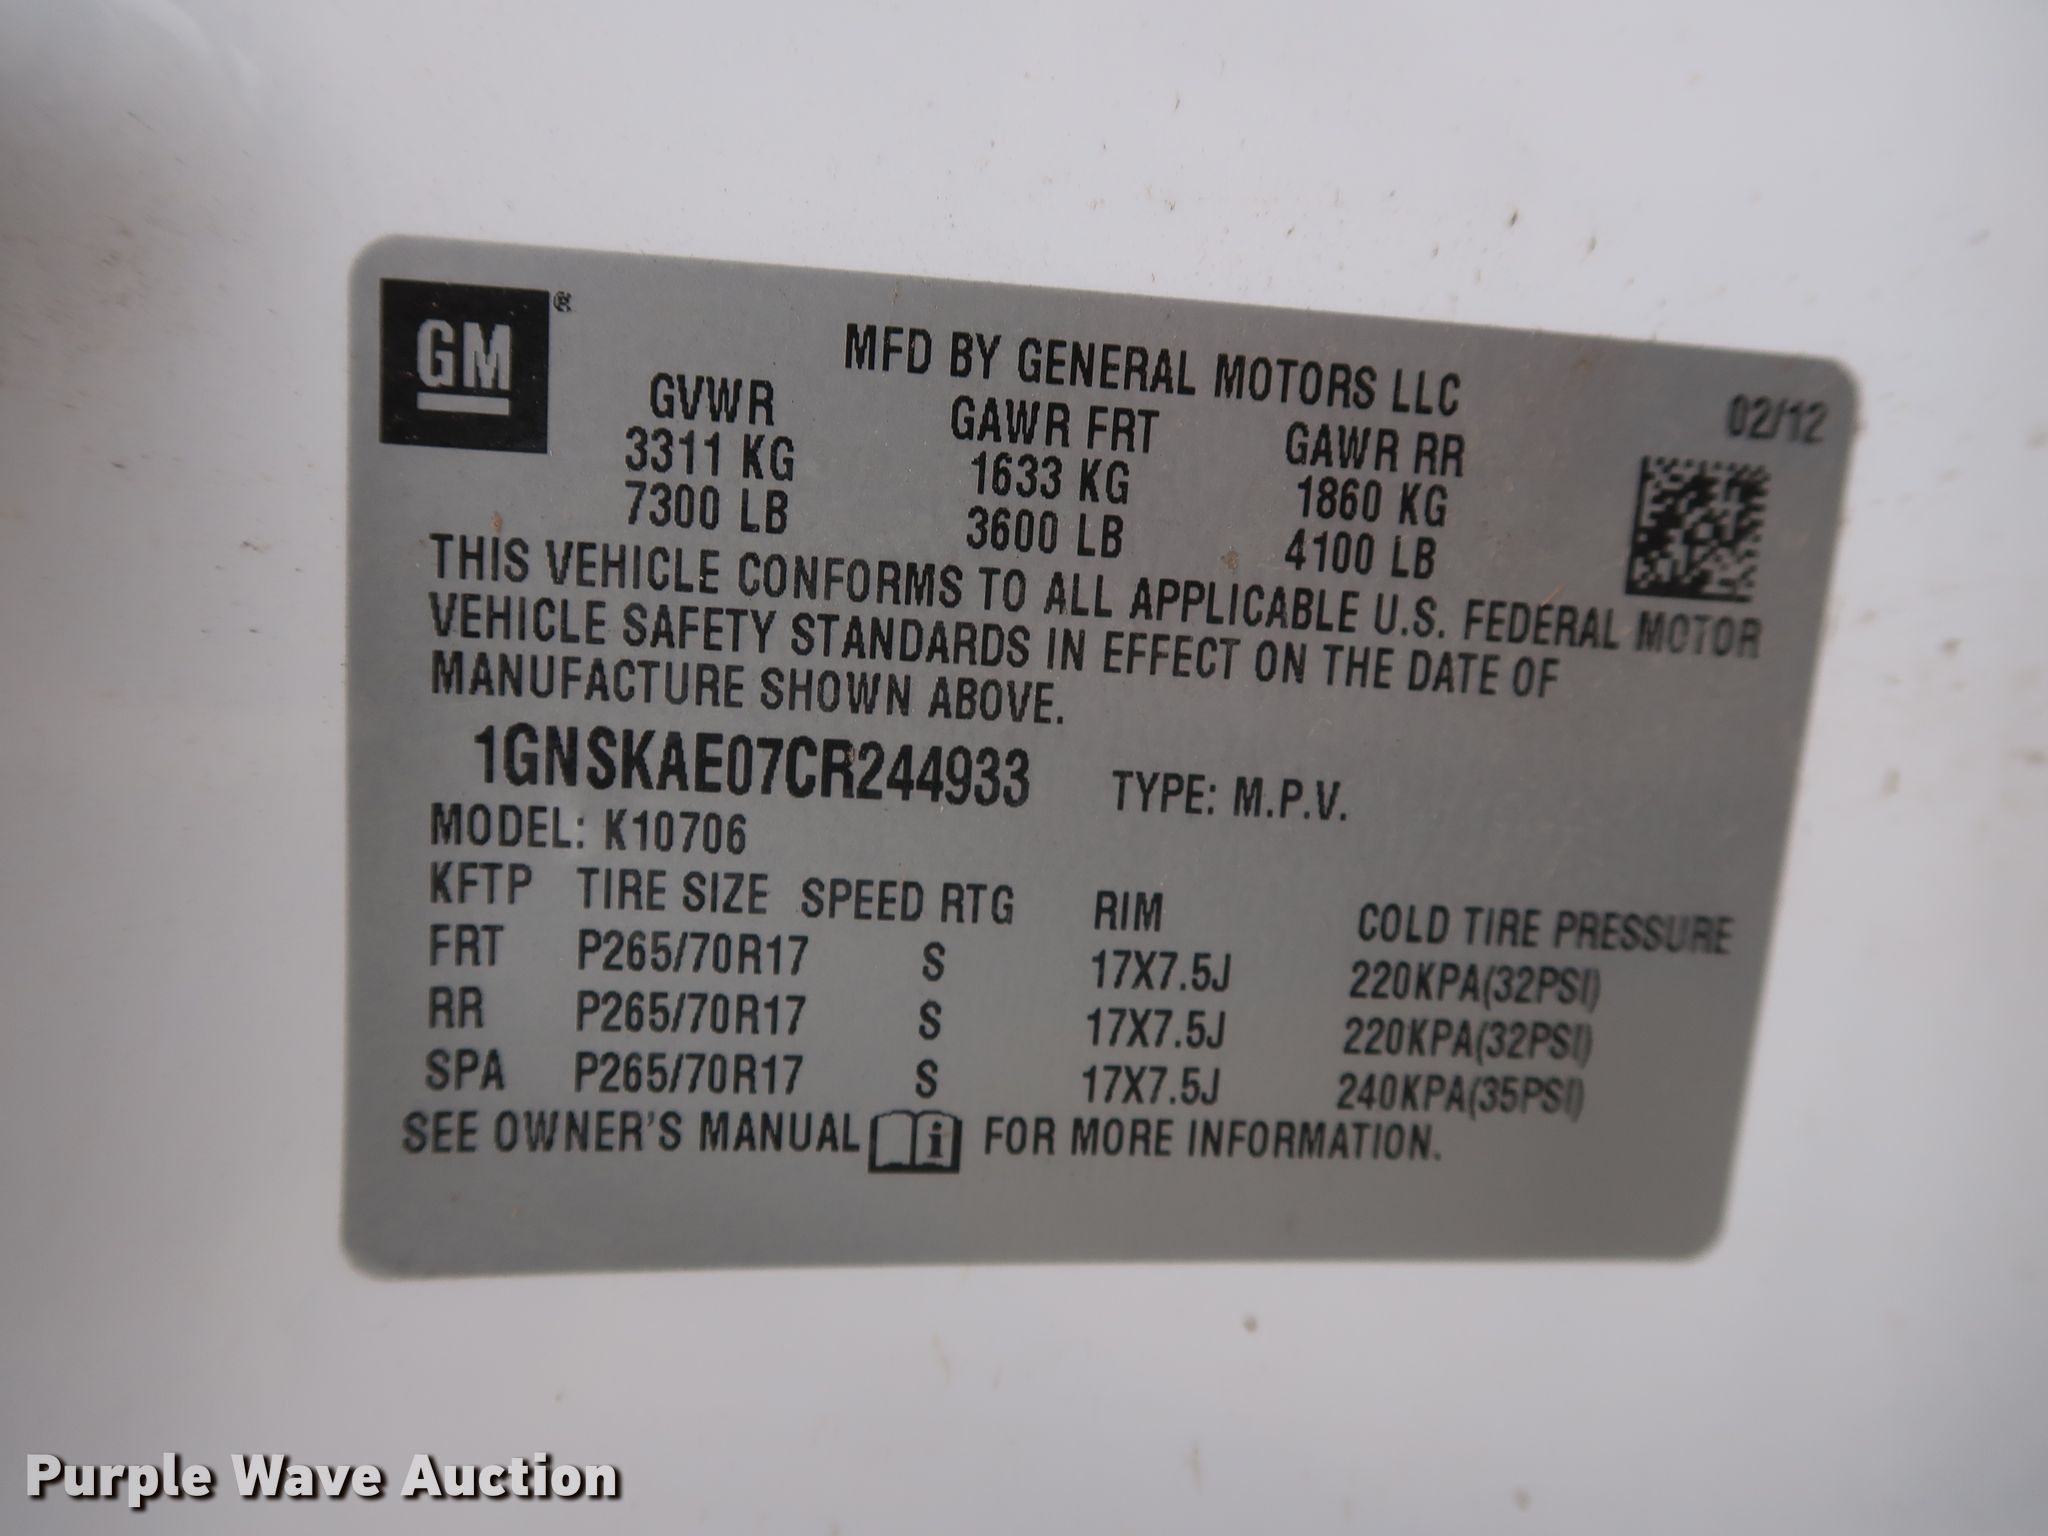 GM ®
MFD BY GENERAL MOTORS LLC
02/12
GVWR GAWR FRT GAWR RR
3311 KG 1633 KG 1860 KG
7300 LB 3600 LB 4100 LB
THIS VEHICLE CONFORMS TO ALL APPLICABLE U.S. FEDERAL MOTOR
VEHICLE SAFETY STANDARDS IN EFFECT ON THE DATE OF
MANUFACTURE SHOWN ABOVE.
1GNSKAE07CR244933 TYPE: M.P.V.
MODEL: K10706
KFTP TIRE SIZE SPEED RTG RIM COLD TIRE PRESSURE
FRT P265/70R17 S 17X7.5J 220KPA(32PSI)
RR P265/70R17 S 17X7.5J 220KPA(32PSI)
SPA P265/70R17 S 17X7.5J 240KPA(35PSI)
SEE OWNER'S MANUAL i FOR MORE INFORMATION.
Purple Wave Auction